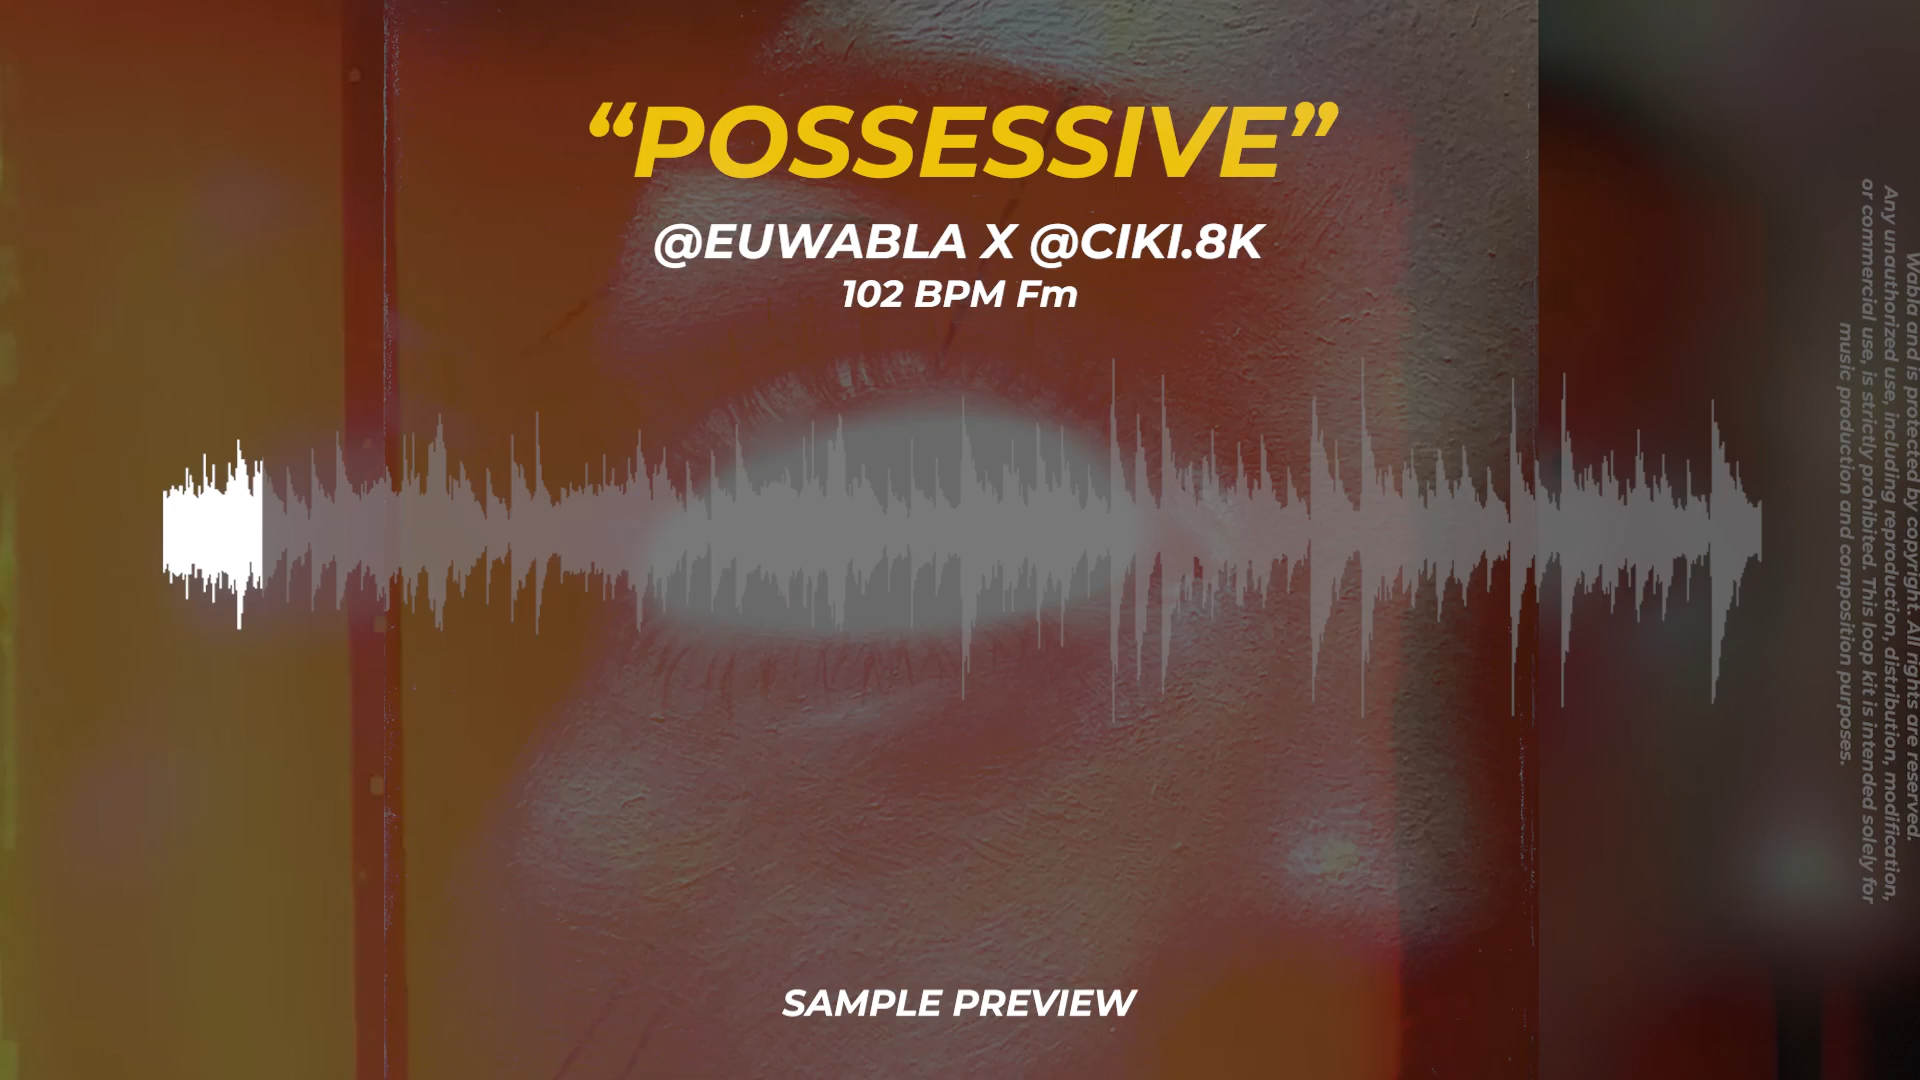 “POSSESSIVE”
@EUWABLA X @CIKI.8K
102 BPM Fm
SAMPLE PREVIEW
Wabla and is protected by copyright. All rights are reserved.
Any unauthorized use, including reproduction, distribution, modification,
or commercial use, is strictly prohibited. This loop kit is intended solely for
music production and composition purposes.